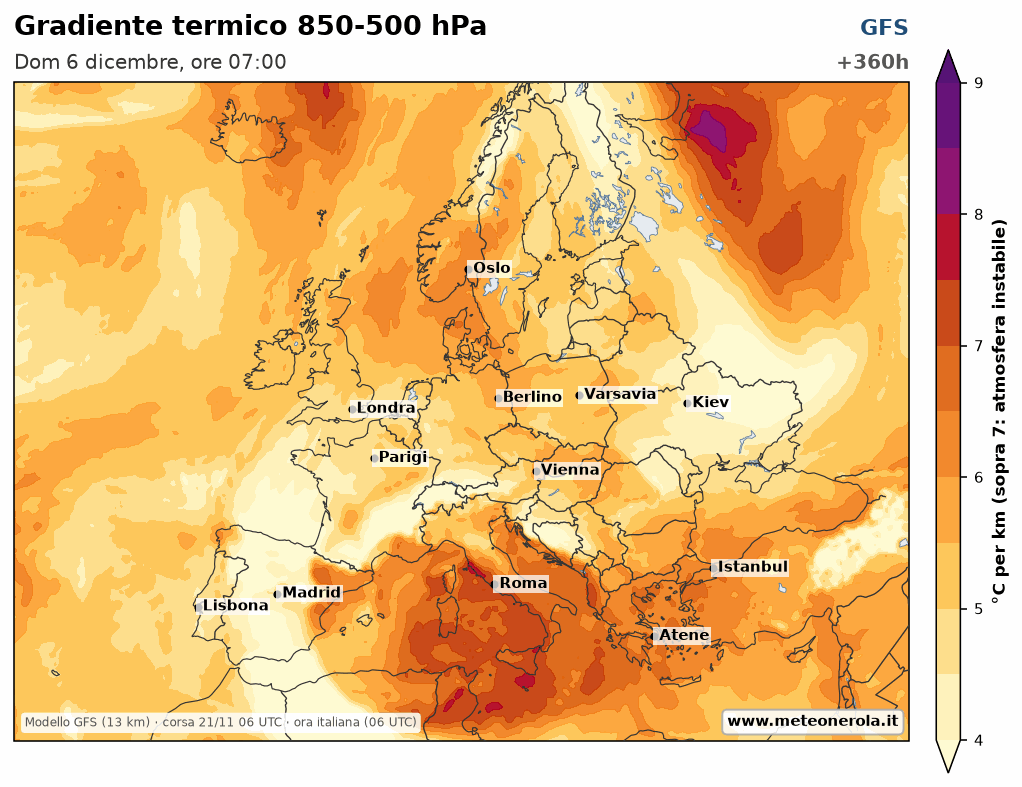 Gradiente termico 850-500 hPa
GFS
Dom 6 dicembre, ore 07:00
+360h
Oslo
Londra
Berlino
Varsavia
Kiev
Parigi
Vienna
Madrid
Roma
Istanbul
Lisbona
Atene
Modello GFS (13 km) · corsa 21/11 06 UTC · ora italiana (06 UTC)
www.meteonerola.it
9
8
7
6
5
4
°C per km (sopra 7: atmosfera instabile)